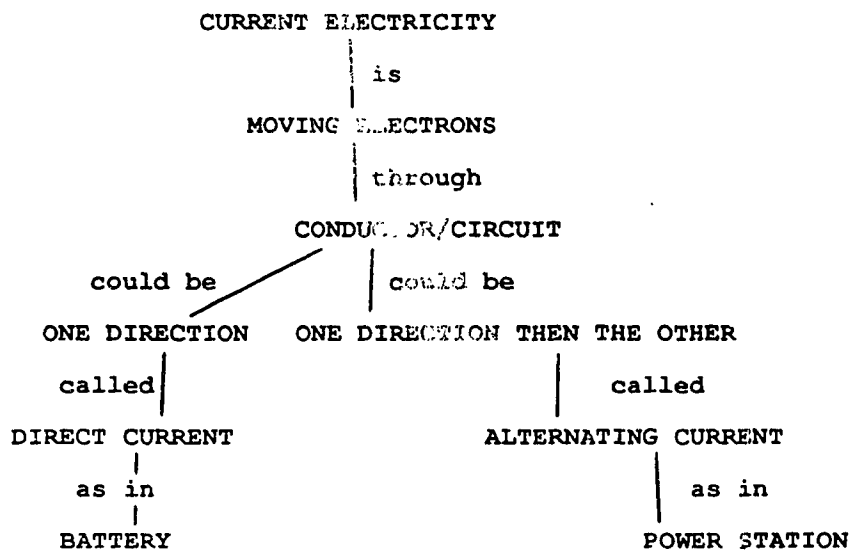 CURRENT ELECTRICITY
is
MOVING ELECTRONS
through
CONDUCTOR/CIRCUIT
could be could be
ONE DIRECTION ONE DIRECTION THEN THE OTHER
called called
DIRECT CURRENT ALTERNATING CURRENT
as in as in
BATTERY POWER STATION